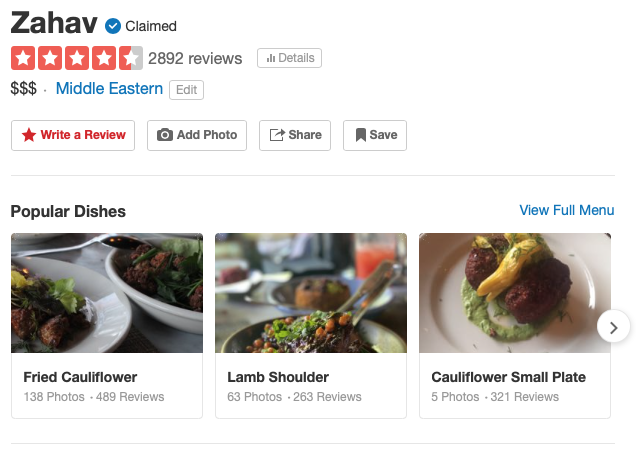 Zahav Claimed
2892 reviews Details
$$$ · Middle Eastern Edit
Write a Review Add Photo Share Save
Popular Dishes View Full Menu
Fried Cauliflower Lamb Shoulder Cauliflower Small Plate
138 Photos · 489 Reviews 63 Photos · 263 Reviews 5 Photos · 321 Reviews